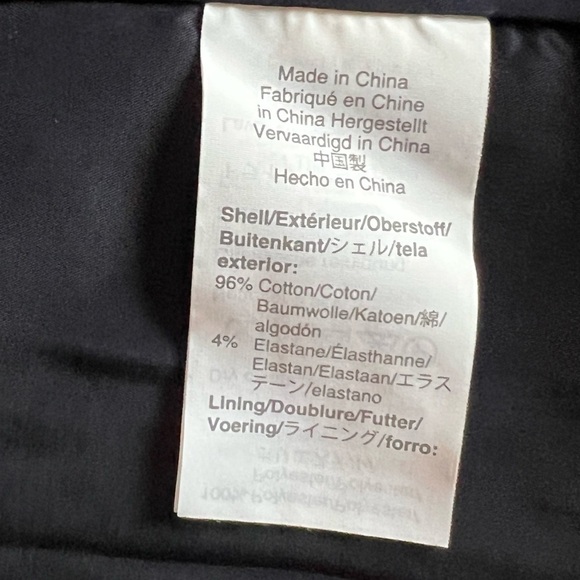 Made in China
Fabriqué en Chine
in China Hergestellt
Vervaardigd in China
中国製
Hecho en China
Shell/Extérieur/Oberstoff/
Buitenkant/シェル/tela
exterior:
96% Cotton/Coton/
Baumwolle/Katoen/綿/
algodón
4% Elastane/Élasthanne/
Elastan/Elastaan/エラス
テーン/elastano
Lining/Doublure/Futter/
Voering/ライニング/forro: